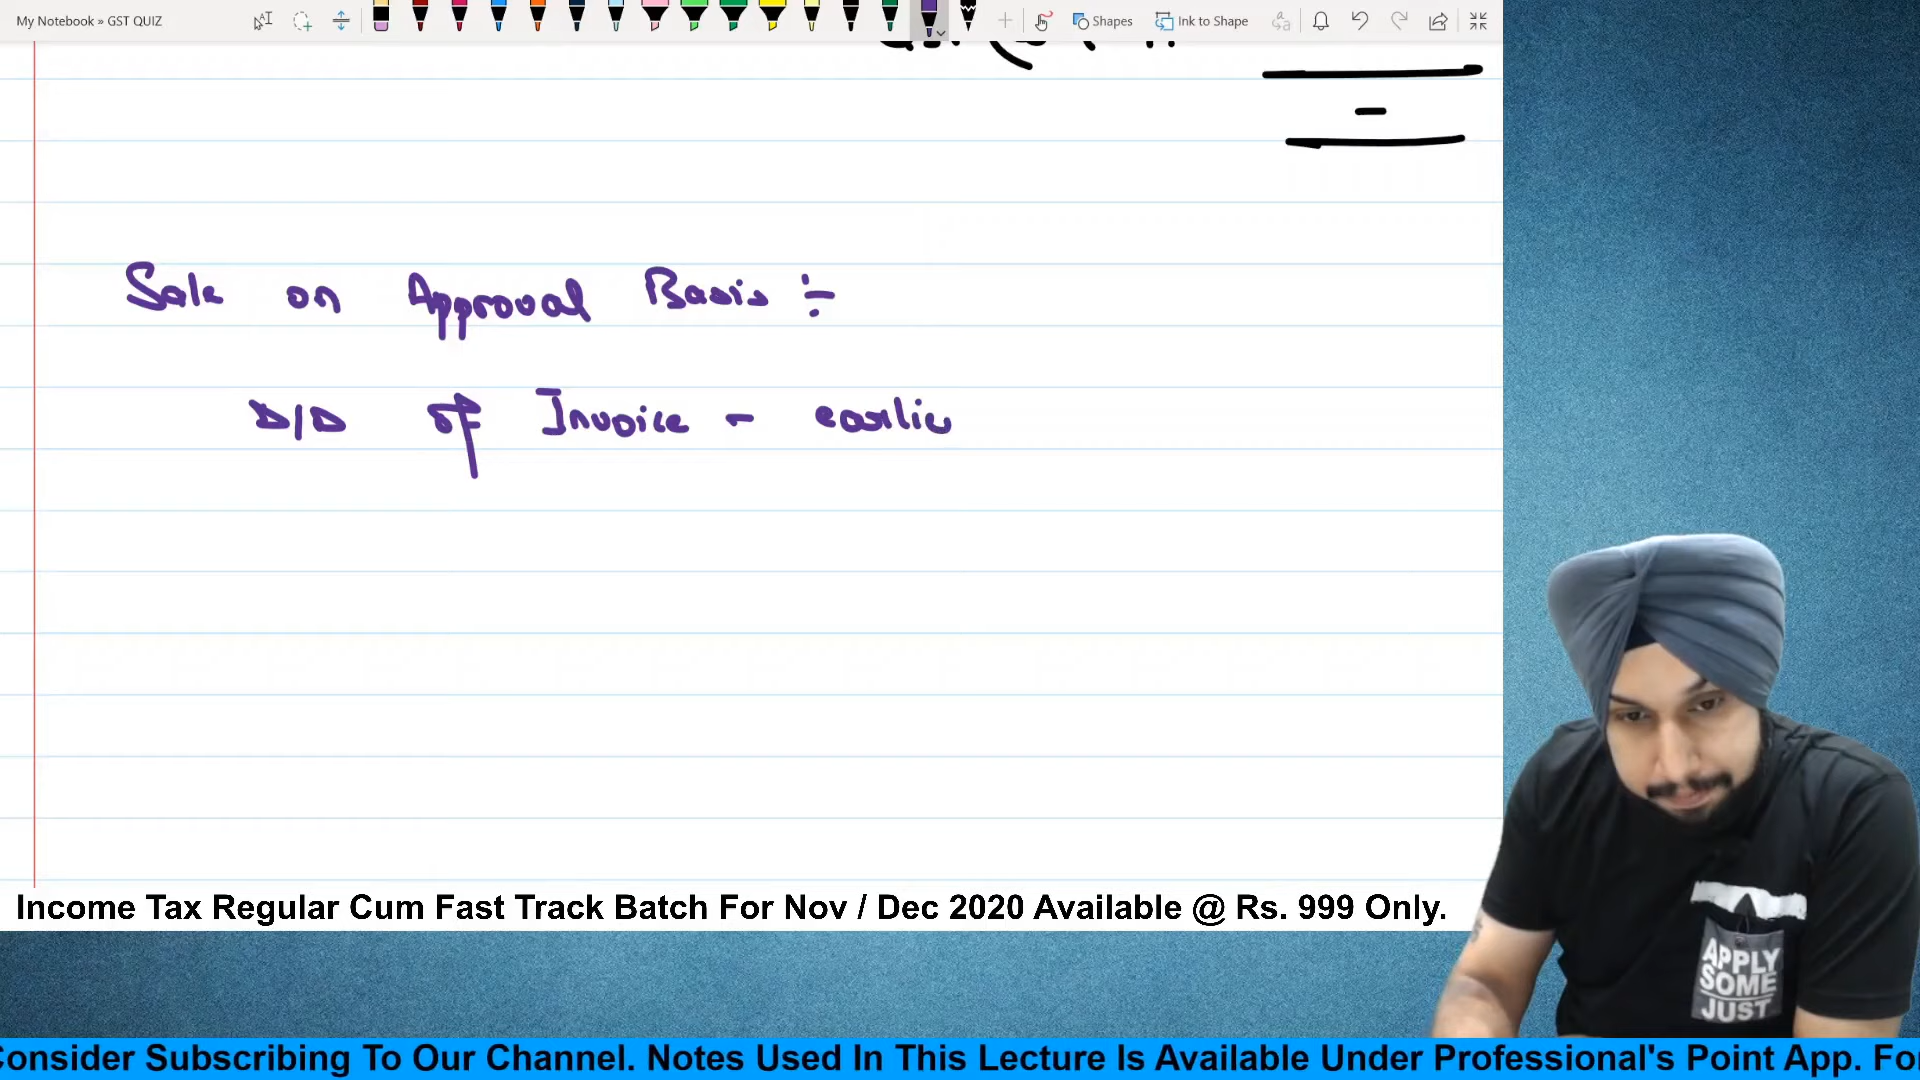 My Notebook » GST QUIZ
Shapes
Ink to Shape
Sale on Approval Basis :-
D/D of Invoice - earlier
Income Tax Regular Cum Fast Track Batch For Nov / Dec 2020 Available @ Rs. 999 Only.
APPLY
SOME
JUST
Consider Subscribing To Our Channel. Notes Used In This Lecture Is Available Under Professional's Point App. Fo